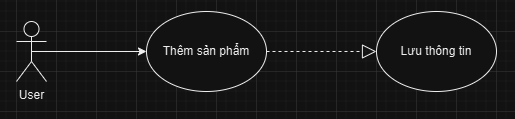 Thêm sản phẩm
Lưu thông tin
User